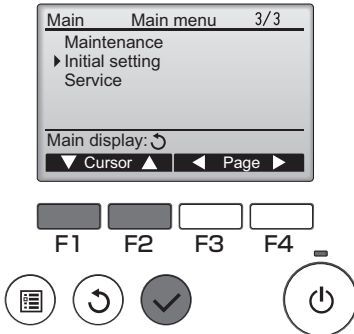 Main Main menu 3/3
Maintenance
Initial setting
Service
Main display:
Cursor Page
F1 F2 F3 F4